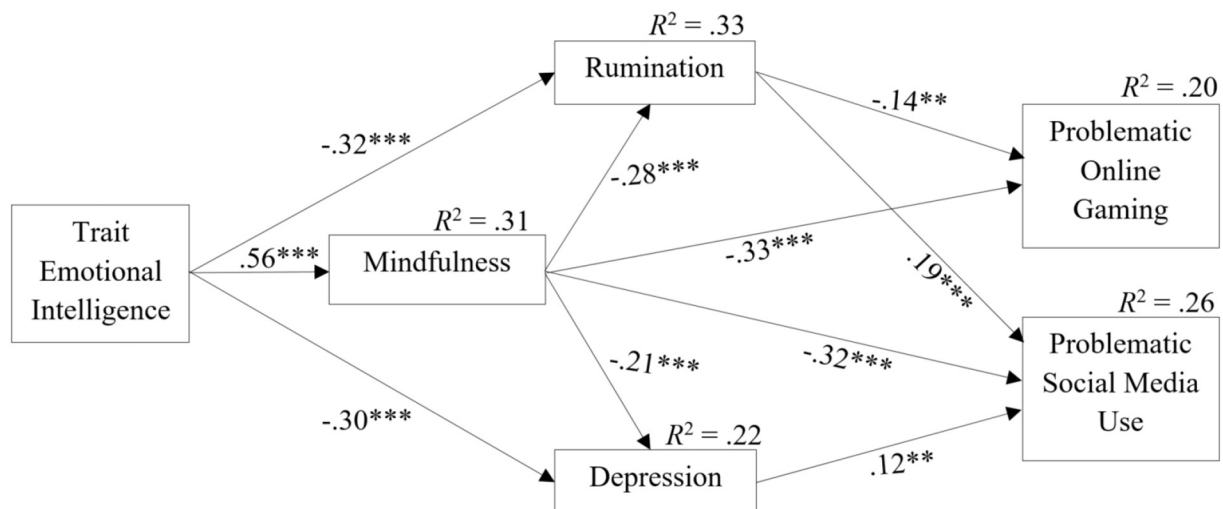 R² = .33
Rumination
-.14**
R² = .20
Problematic
Online
Gaming
-.32***
-.28***
R² = .31
Trait
Emotional
Intelligence
.56***
Mindfulness
-.33***
.19***
R² = .26
Problematic
Social Media
Use
-.32***
-.21***
-.30***
R² = .22
Depression
.12**